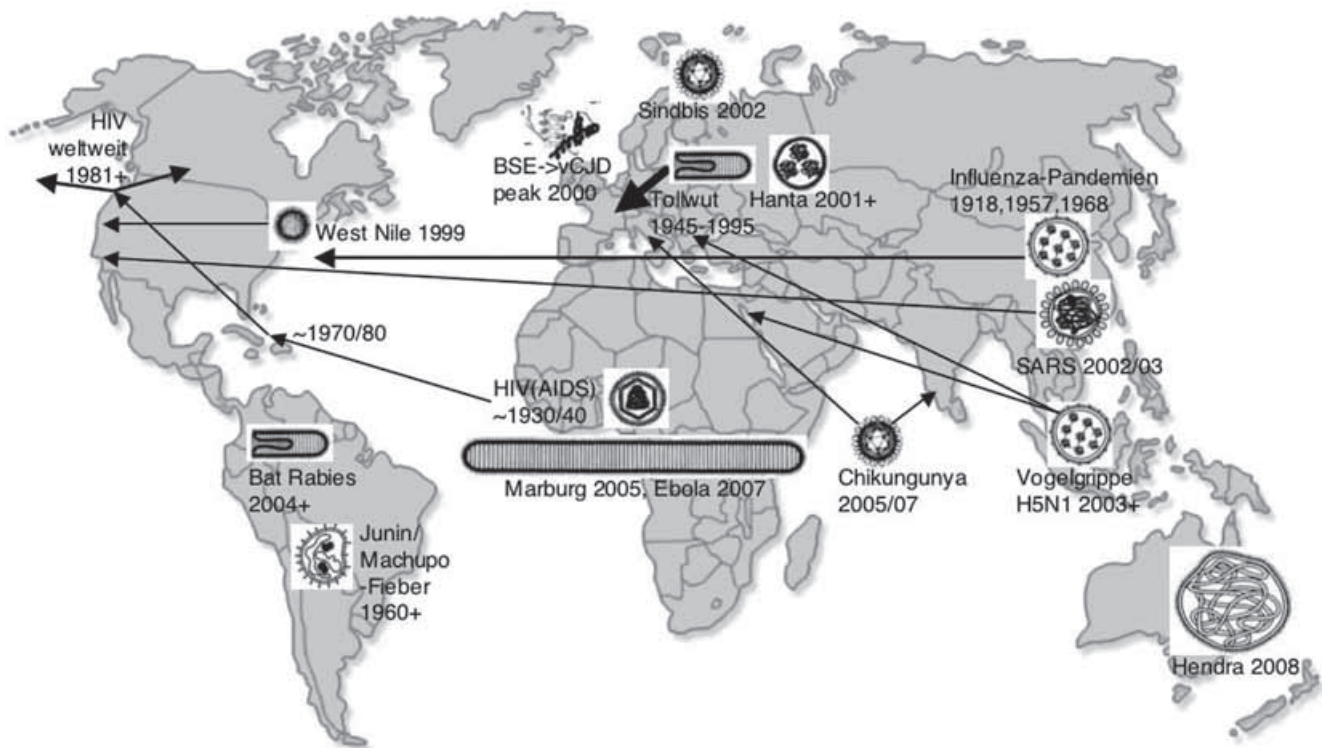 Sindbis 2002
HIV
weltweit
1981+
BSE->vCJD
peak 2000
Tollwut
1945-1995
Hanta 2001+
Influenza-Pandemien
1918,1957,1968
West Nile 1999
~1970/80
SARS 2002/03
HIV(AIDS)
~1930/40
Bat Rabies
2004+
Marburg 2005, Ebola 2007
Chikungunya
2005/07
Vogelgrippe
H5N1 2003+
Junin/
Machupo
-Fieber
1960+
Hendra 2008